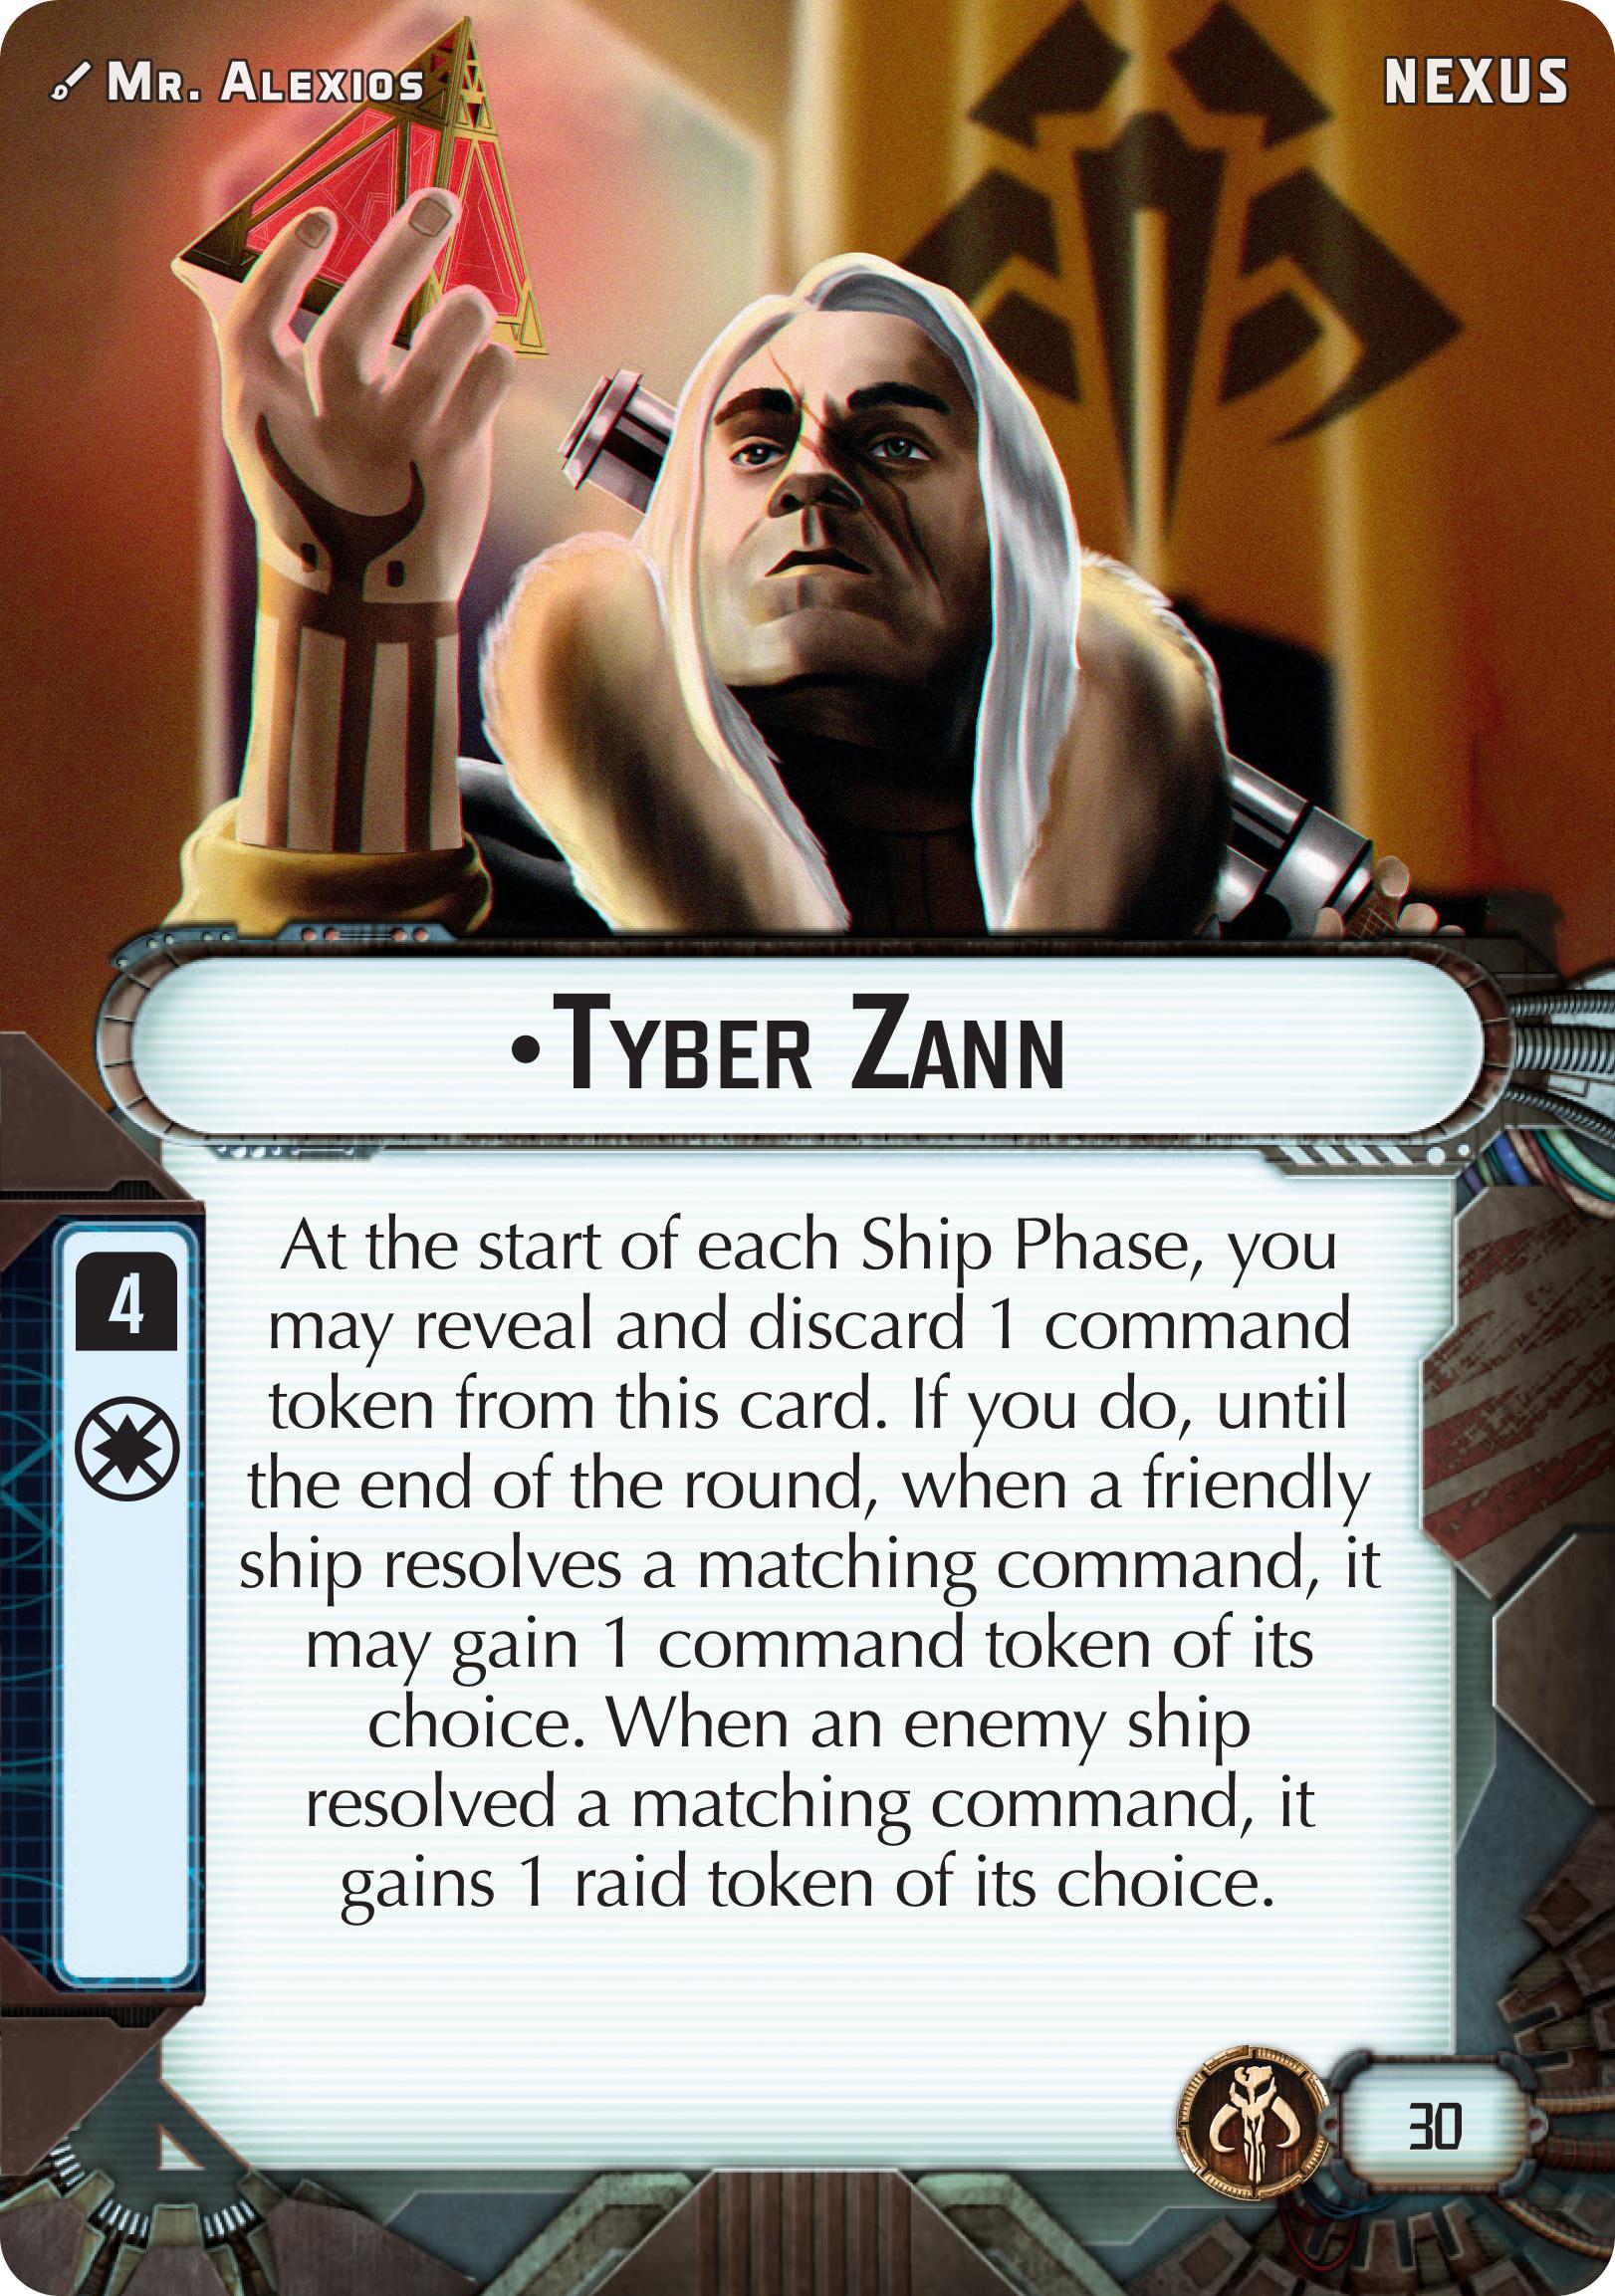 Mr. Alexios
NEXUS
•Tyber Zann
4
At the start of each Ship Phase, you
may reveal and discard 1 command
token from this card. If you do, until
the end of the round, when a friendly
ship resolves a matching command, it
may gain 1 command token of its
choice. When an enemy ship
resolved a matching command, it
gains 1 raid token of its choice.
30